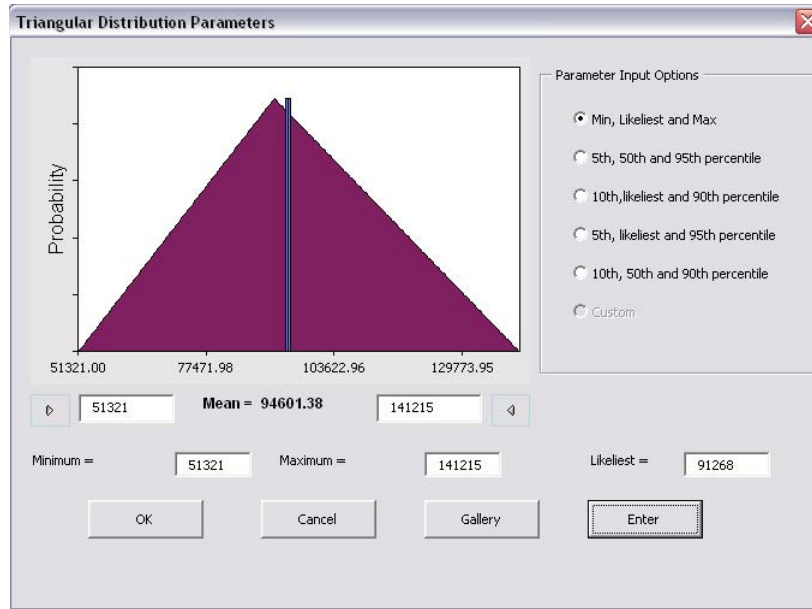 Triangular Distribution Parameters
Probability
51321.00 77471.98 103622.96 129773.95
51321 Mean = 94601.38 141215
Parameter Input Options
Min, Likeliest and Max
5th, 50th and 95th percentile
10th,likeliest and 90th percentile
5th, likeliest and 95th percentile
10th, 50th and 90th percentile
Custom
Minimum = 51321 Maximum = 141215 Likeliest = 91268
OK Cancel Gallery Enter